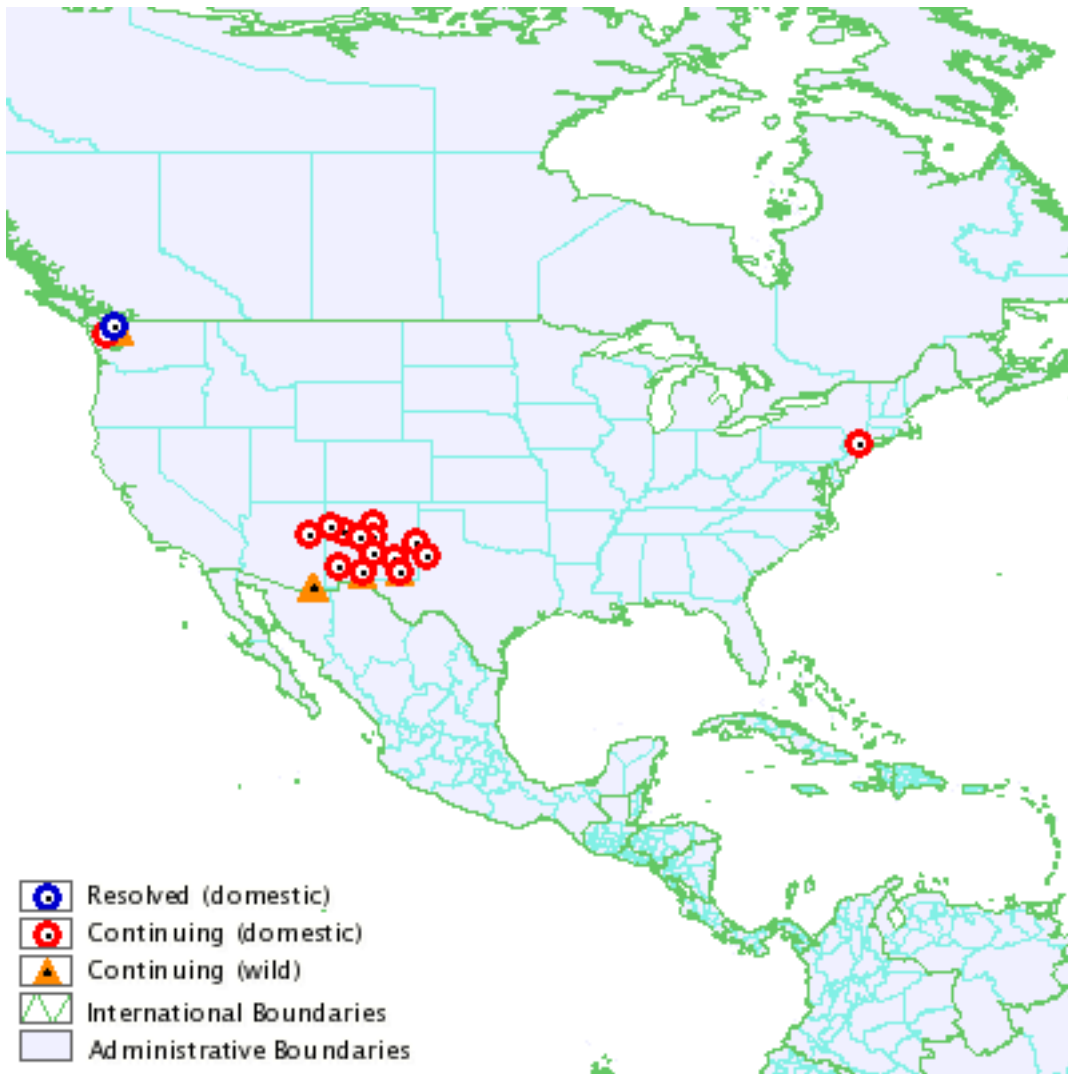 Resolved (domestic)
Continuing (domestic)
Continuing (wild)
International Boundaries
Administrative Boundaries